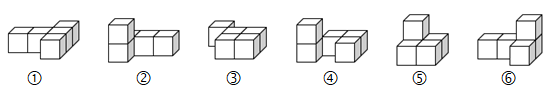 ① ② ③ ④ ⑤ ⑥